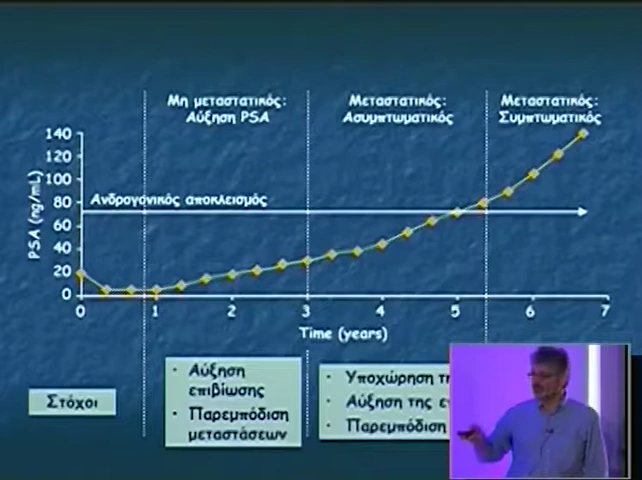 Μη μεταστατικός:
Αύξηση PSA
Μεταστατικός:
Ασυμπτωματικός
Μεταστατικός:
Συμπτωματικός
PSA (ng/mL)
140
120
100
80
60
40
20
0
Ανδρογονικός αποκλεισμός
0 1 2 3 4 5 6 7
Time (years)
Στόχοι
· Αύξηση
επιβίωσης
· Παρεμπόδιση
μεταστάσεων
· Υποχώρηση
· Αύξηση της
· Παρεμπόδιση